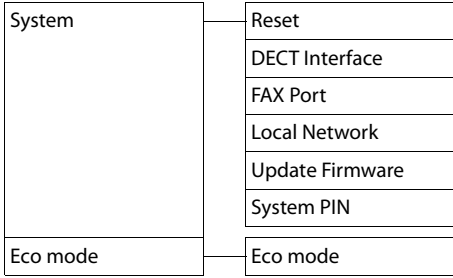 System
Reset
DECT Interface
FAX Port
Local Network
Update Firmware
System PIN
Eco mode
Eco mode